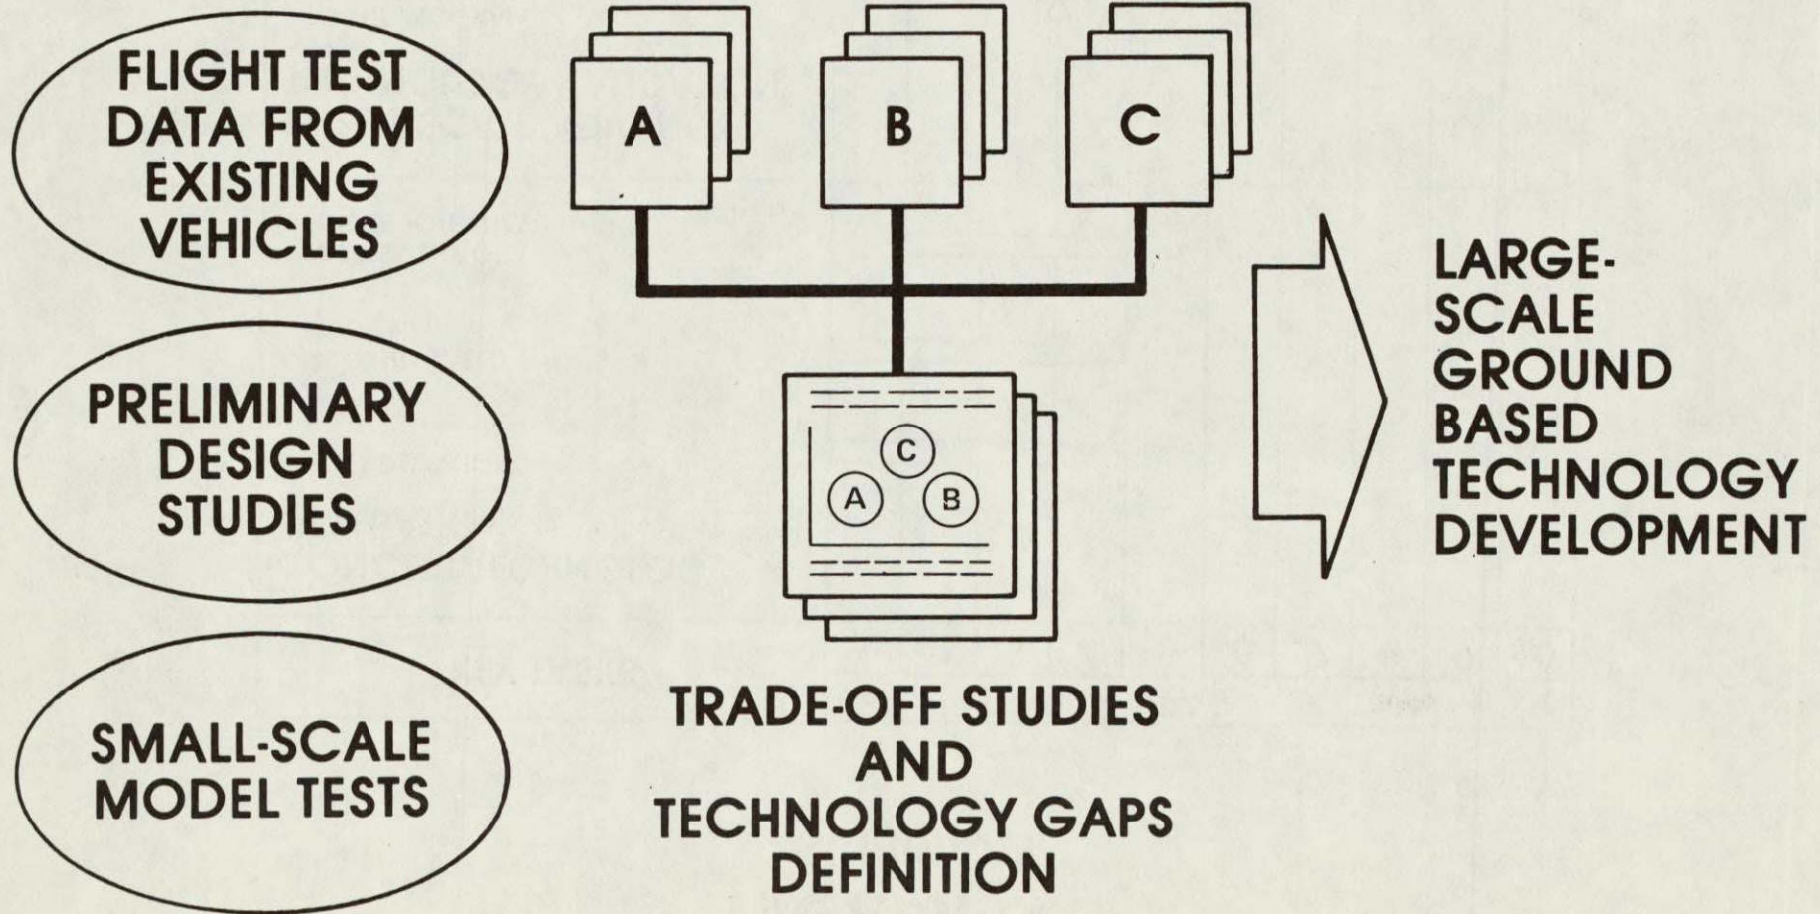 FLIGHT TEST
DATA FROM
EXISTING
VEHICLES
PRELIMINARY
DESIGN
STUDIES
SMALL-SCALE
MODEL TESTS
A
B
C
C
A
B
TRADE-OFF STUDIES
AND
TECHNOLOGY GAPS
DEFINITION
LARGE-
SCALE
GROUND
BASED
TECHNOLOGY
DEVELOPMENT